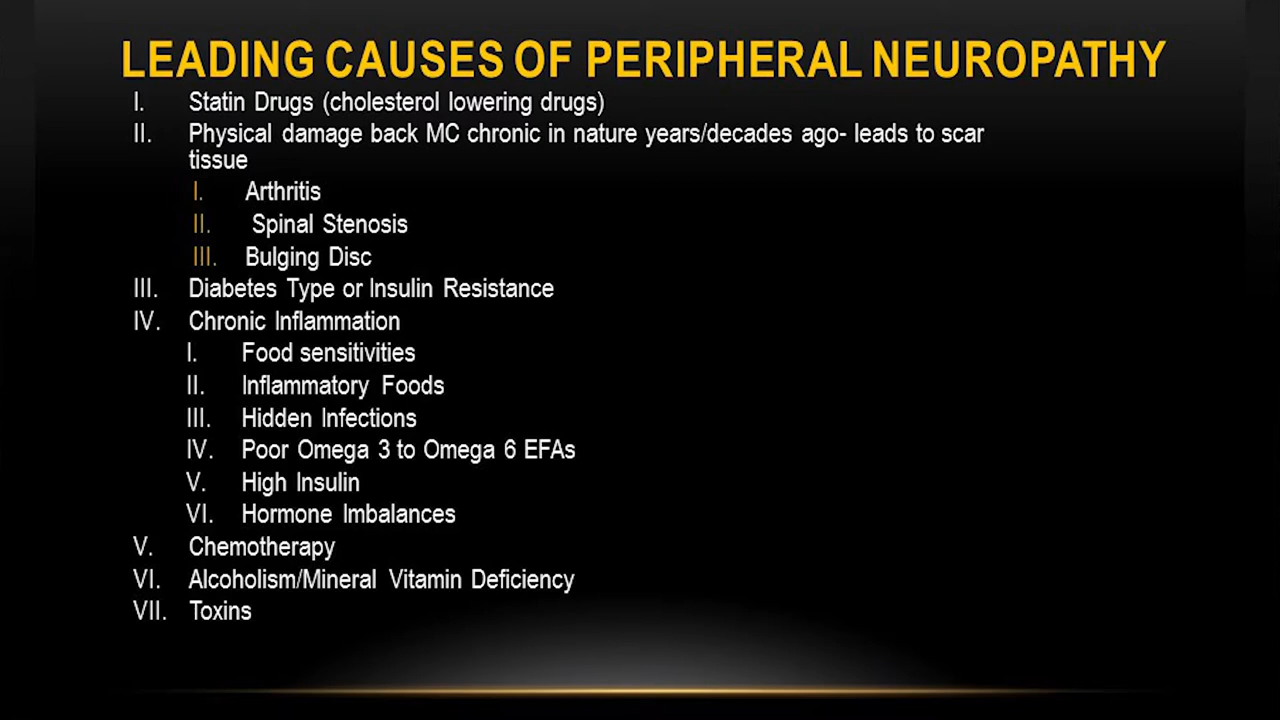 LEADING CAUSES OF PERIPHERAL NEUROPATHY
I. Statin Drugs (cholesterol lowering drugs)
II. Physical damage back MC chronic in nature years/decades ago- leads to scar
tissue
I. Arthritis
II. Spinal Stenosis
III. Bulging Disc
III. Diabetes Type or Insulin Resistance
IV. Chronic Inflammation
I. Food sensitivities
II. Inflammatory Foods
III. Hidden Infections
IV. Poor Omega 3 to Omega 6 EFAs
V. High Insulin
VI. Hormone Imbalances
V. Chemotherapy
VI. Alcoholism/Mineral Vitamin Deficiency
VII. Toxins